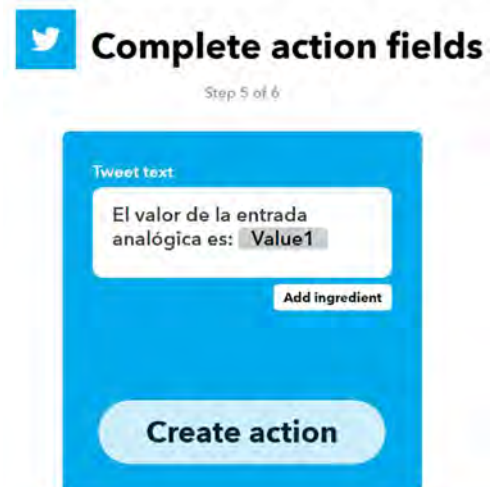 Complete action fields
Step 5 of 6
Tweet text
El valor de la entrada
analógica es: Value1
Add ingredient
Create action